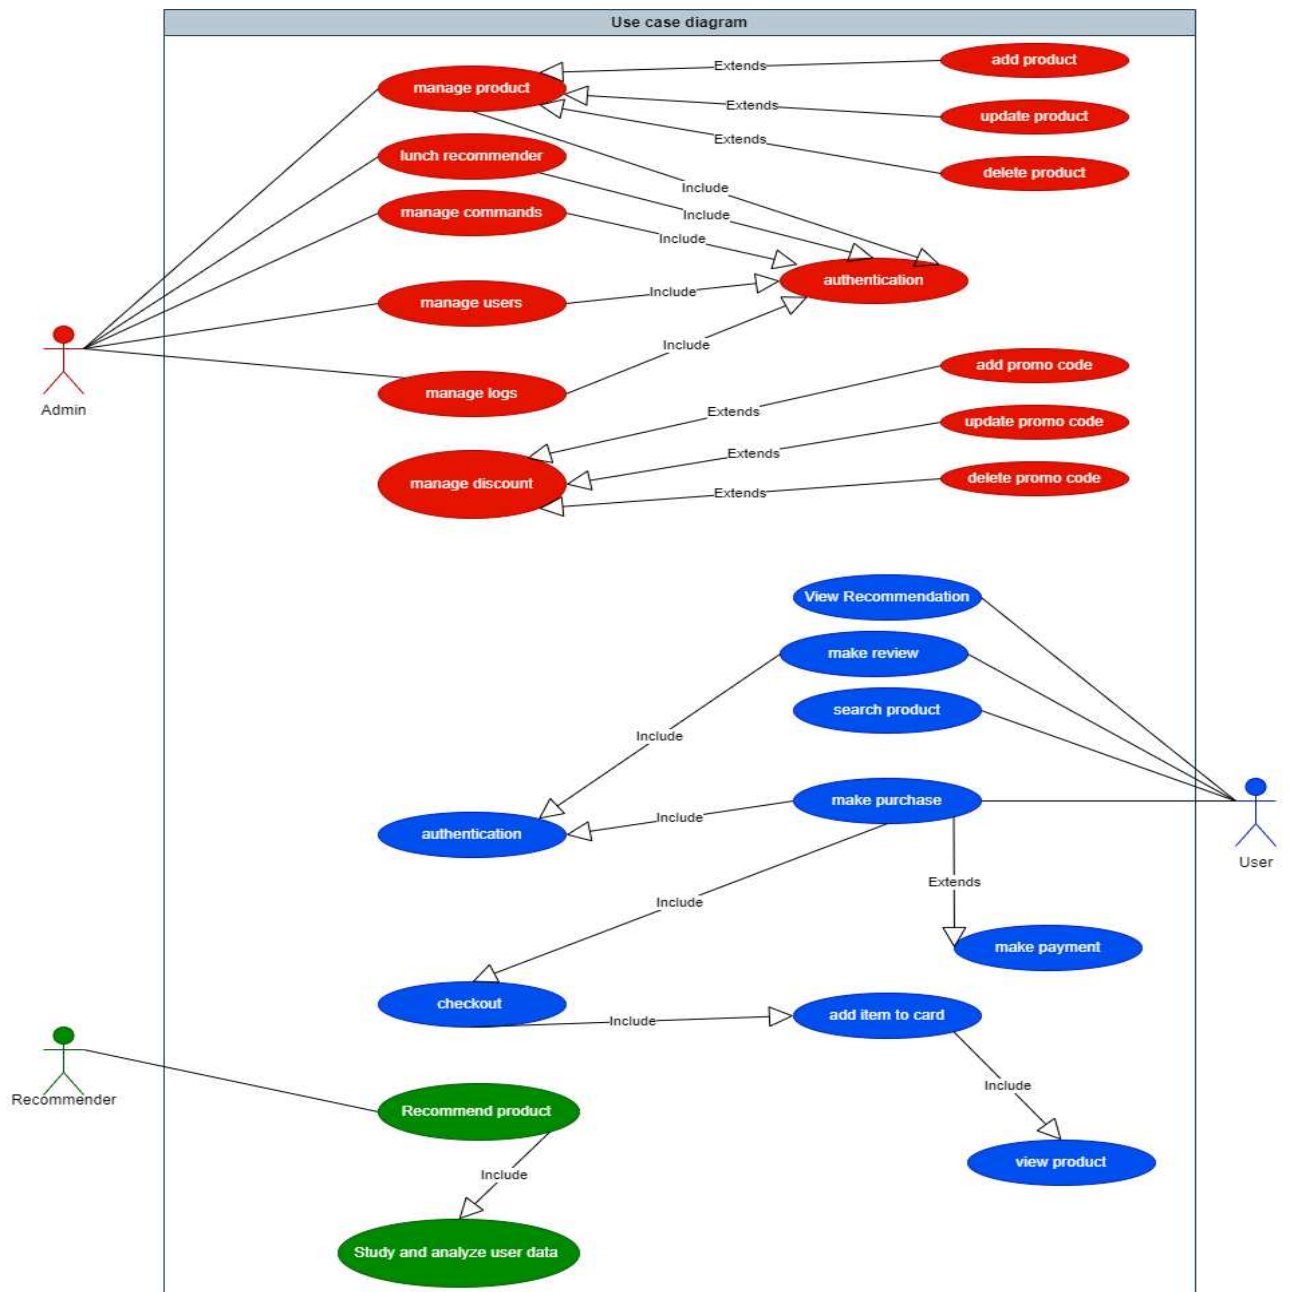 Use case diagram
add product
Extends
manage product
Extends
update product
Extends
lunch recommender
delete product
Include
manage commands
Include
Include
authentication
Include
manage users
Include
add promo code
manage logs
Admin
Extends
update promo code
Extends
delete promo code
manage discount
Extends
View Recommendation
make review
search product
Include
make purchase
Include
authentication
User
Extends
Include
make payment
checkout
add item to card
Include
Include
Recommender
Recommend product
view product
Include
Study and analyze user data